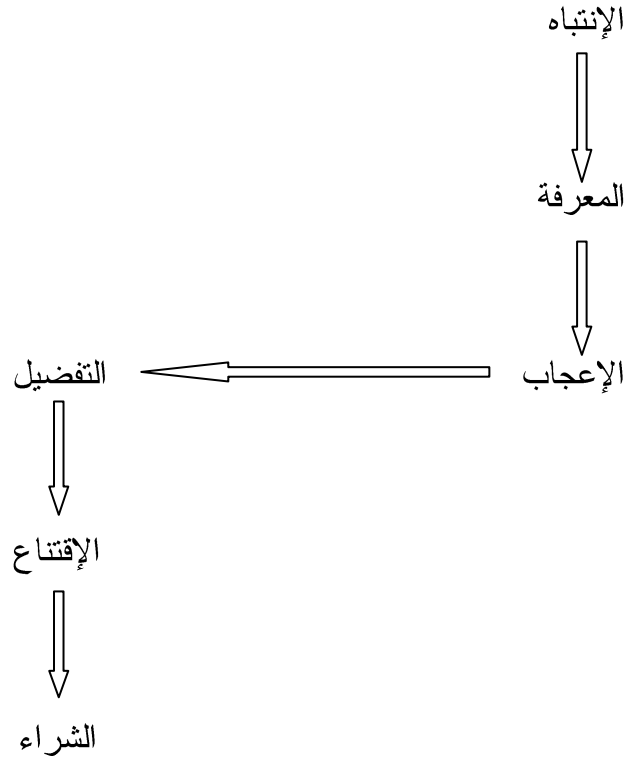 الإنتباه
المعرفة
الإعجاب
التفضيل
الإقتناع
الشراء